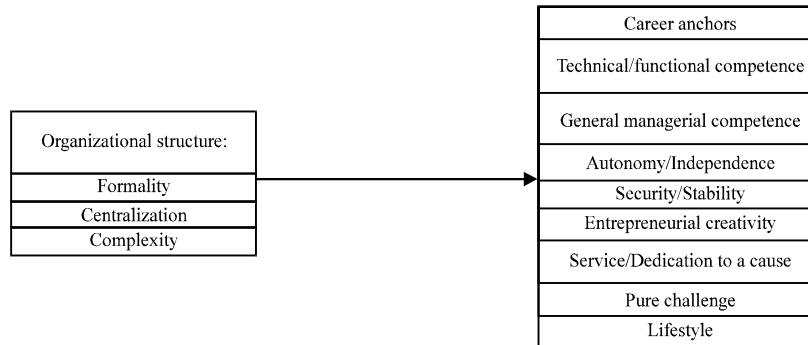 Organizational structure:
Formality
Centralization
Complexity
Career anchors
Technical/functional competence
General managerial competence
Autonomy/Independence
Security/Stability
Entrepreneurial creativity
Service/Dedication to a cause
Pure challenge
Lifestyle